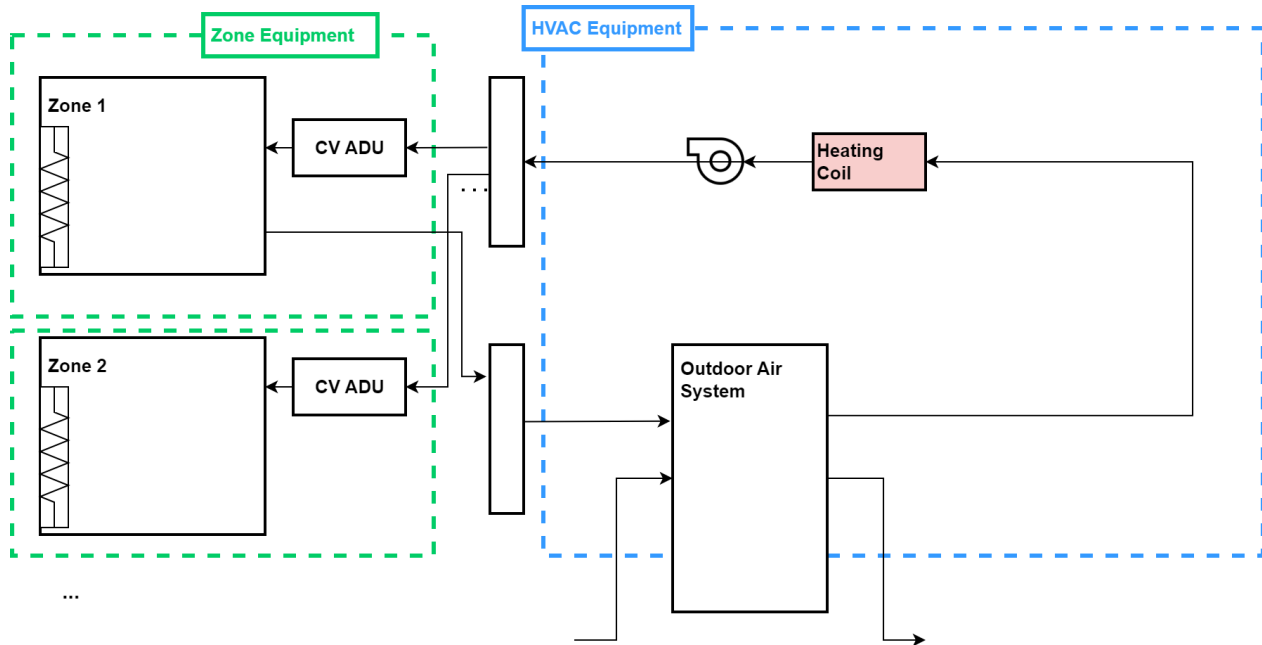 Zone Equipment
HVAC Equipment
Zone 1
CV ADU
Heating
Coil
...
Zone 2
CV ADU
Outdoor Air
System
...